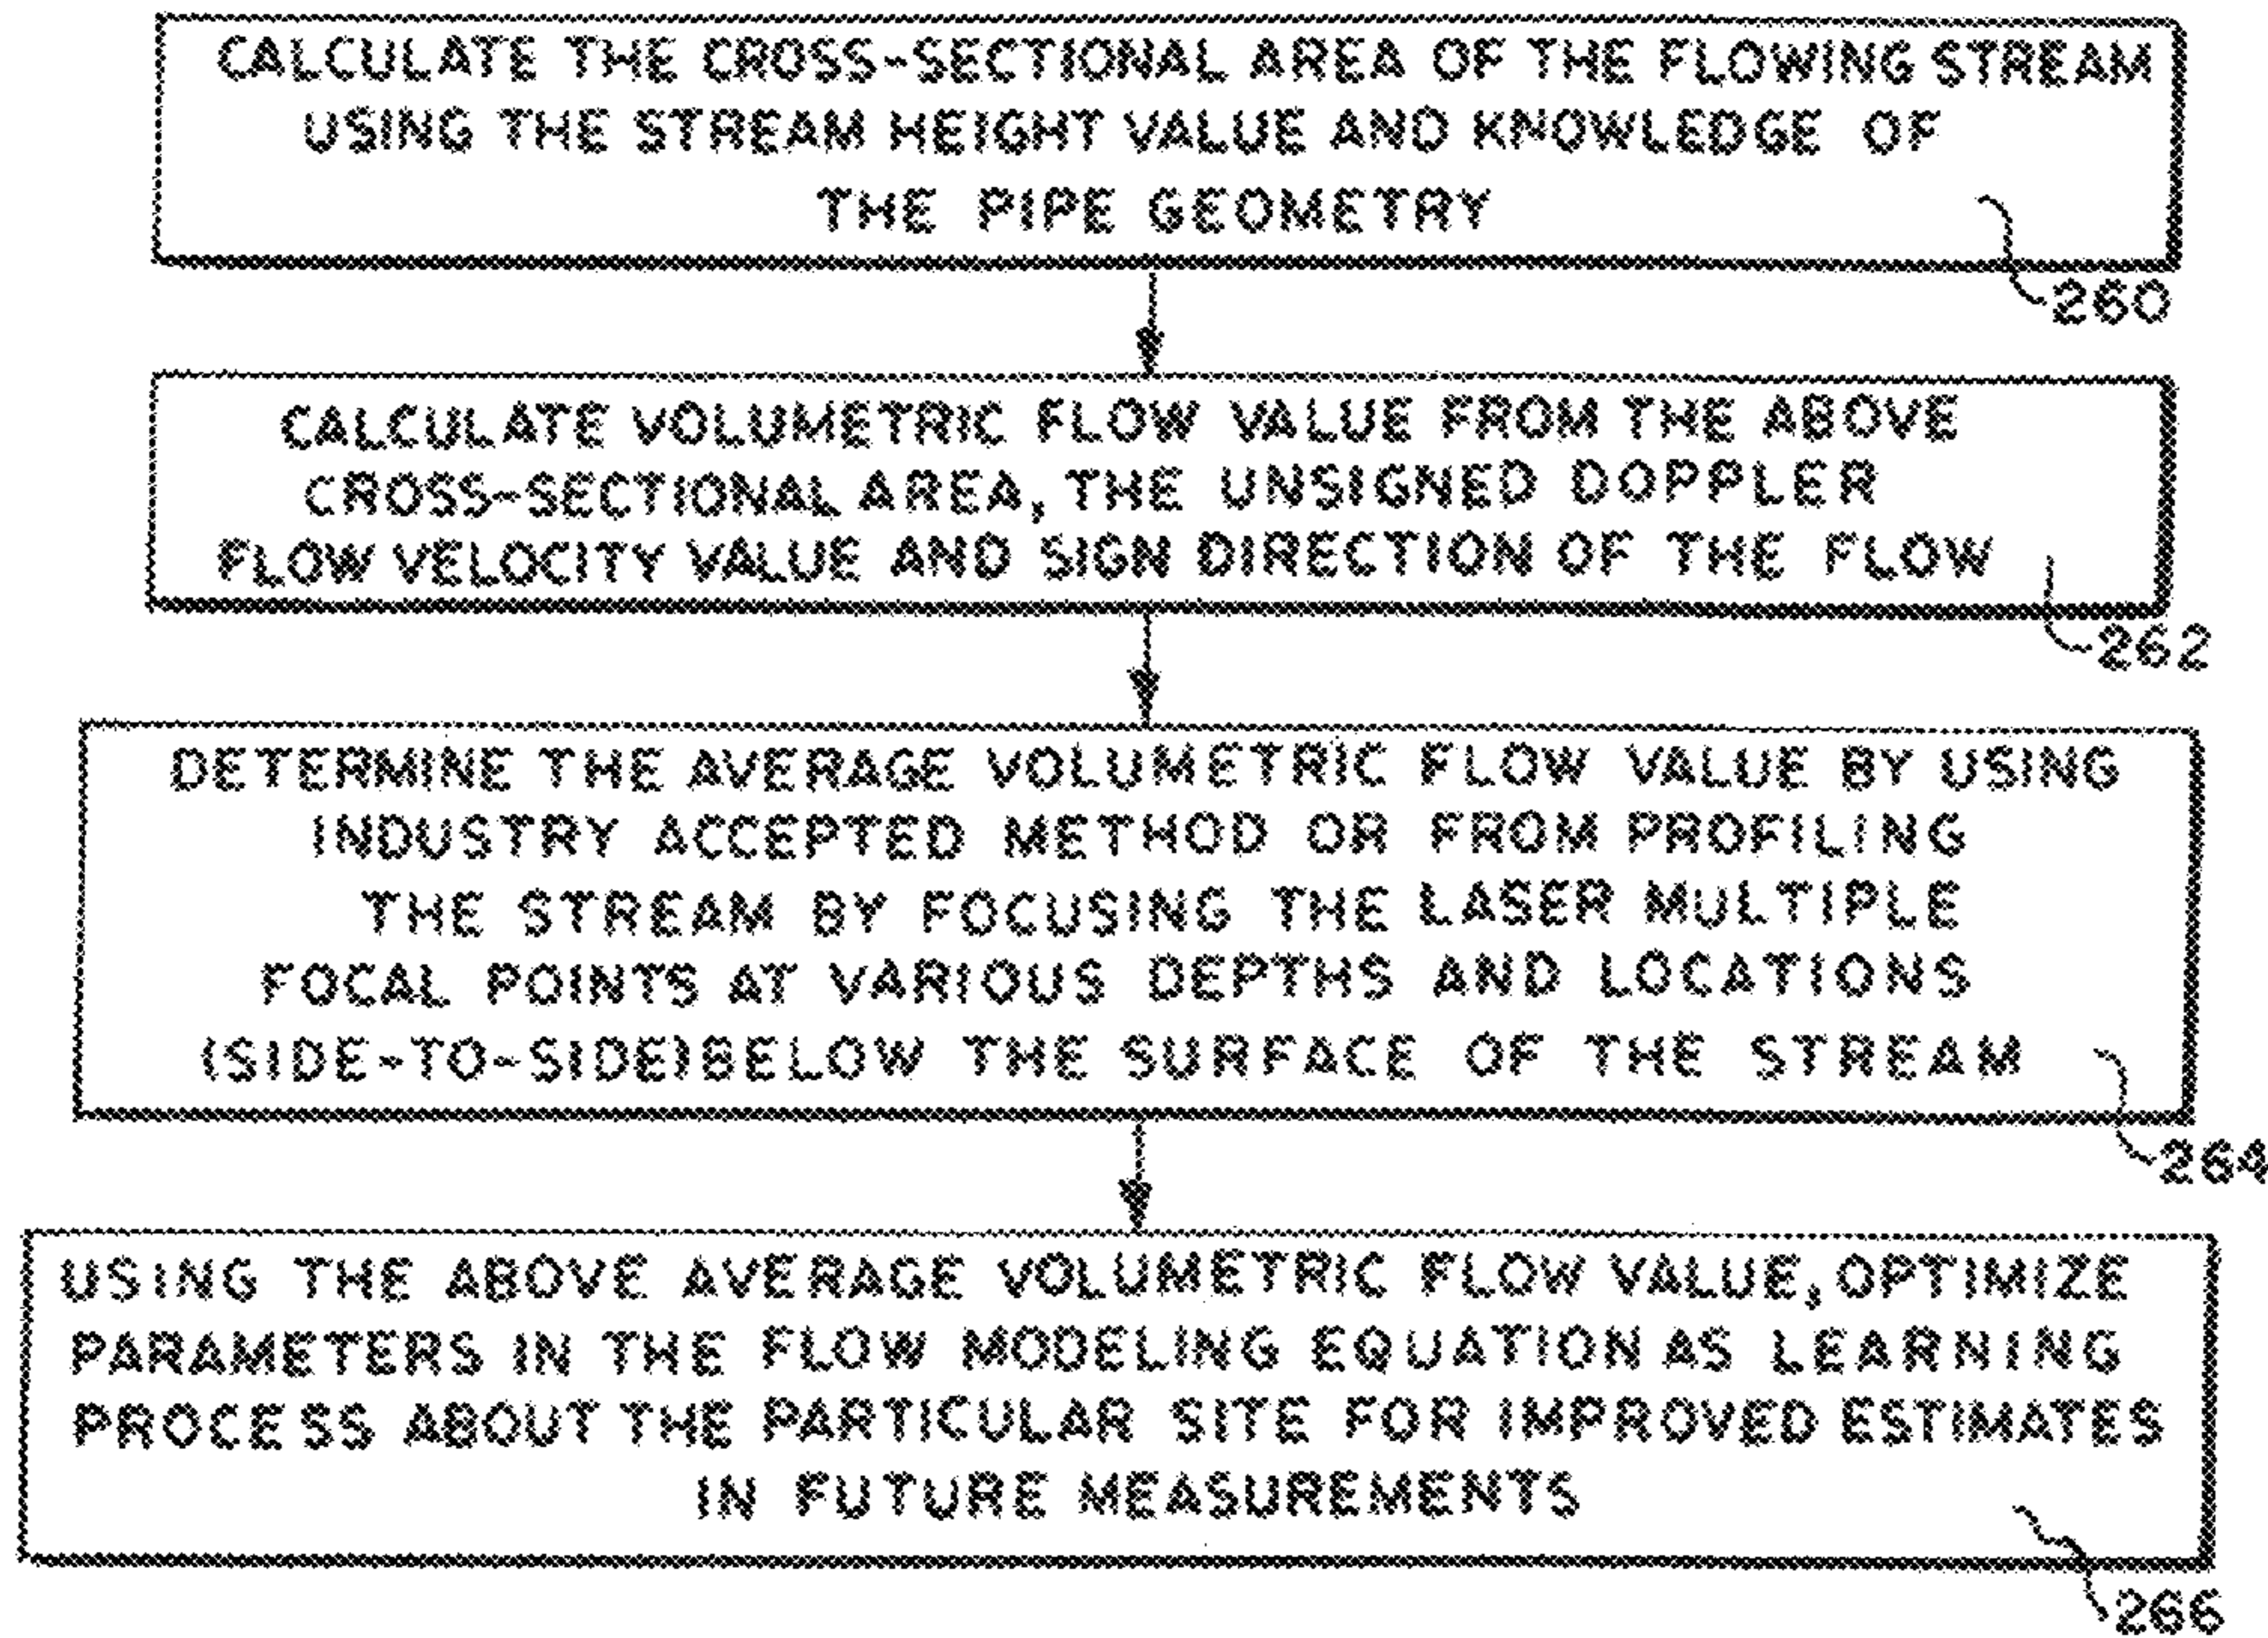 CALCULATE THE CROSS-SECTIONAL AREA OF THE FLOWING STREAM
USING THE STREAM HEIGHT VALUE AND KNOWLEDGE OF
THE PIPE GEOMETRY
260
CALCULATE VOLUMETRIC FLOW VALUE FROM THE ABOVE
CROSS-SECTIONAL AREA, THE UNSIGNED DOPPLER
FLOW VELOCITY VALUE AND SIGN DIRECTION OF THE FLOW
262
DETERMINE THE AVERAGE VOLUMETRIC FLOW VALUE BY USING
INDUSTRY ACCEPTED METHOD OR FROM PROFILING
THE STREAM BY FOCUSING THE LASER MULTIPLE
FOCAL POINTS AT VARIOUS DEPTHS AND LOCATIONS
(SIDE-TO-SIDE)BELOW THE SURFACE OF THE STREAM
264
USING THE ABOVE AVERAGE VOLUMETRIC FLOW VALUE, OPTIMIZE
PARAMETERS IN THE FLOW MODELING EQUATION AS LEARNING
PROCESS ABOUT THE PARTICULAR SITE FOR IMPROVED ESTIMATES
IN FUTURE MEASUREMENTS
266